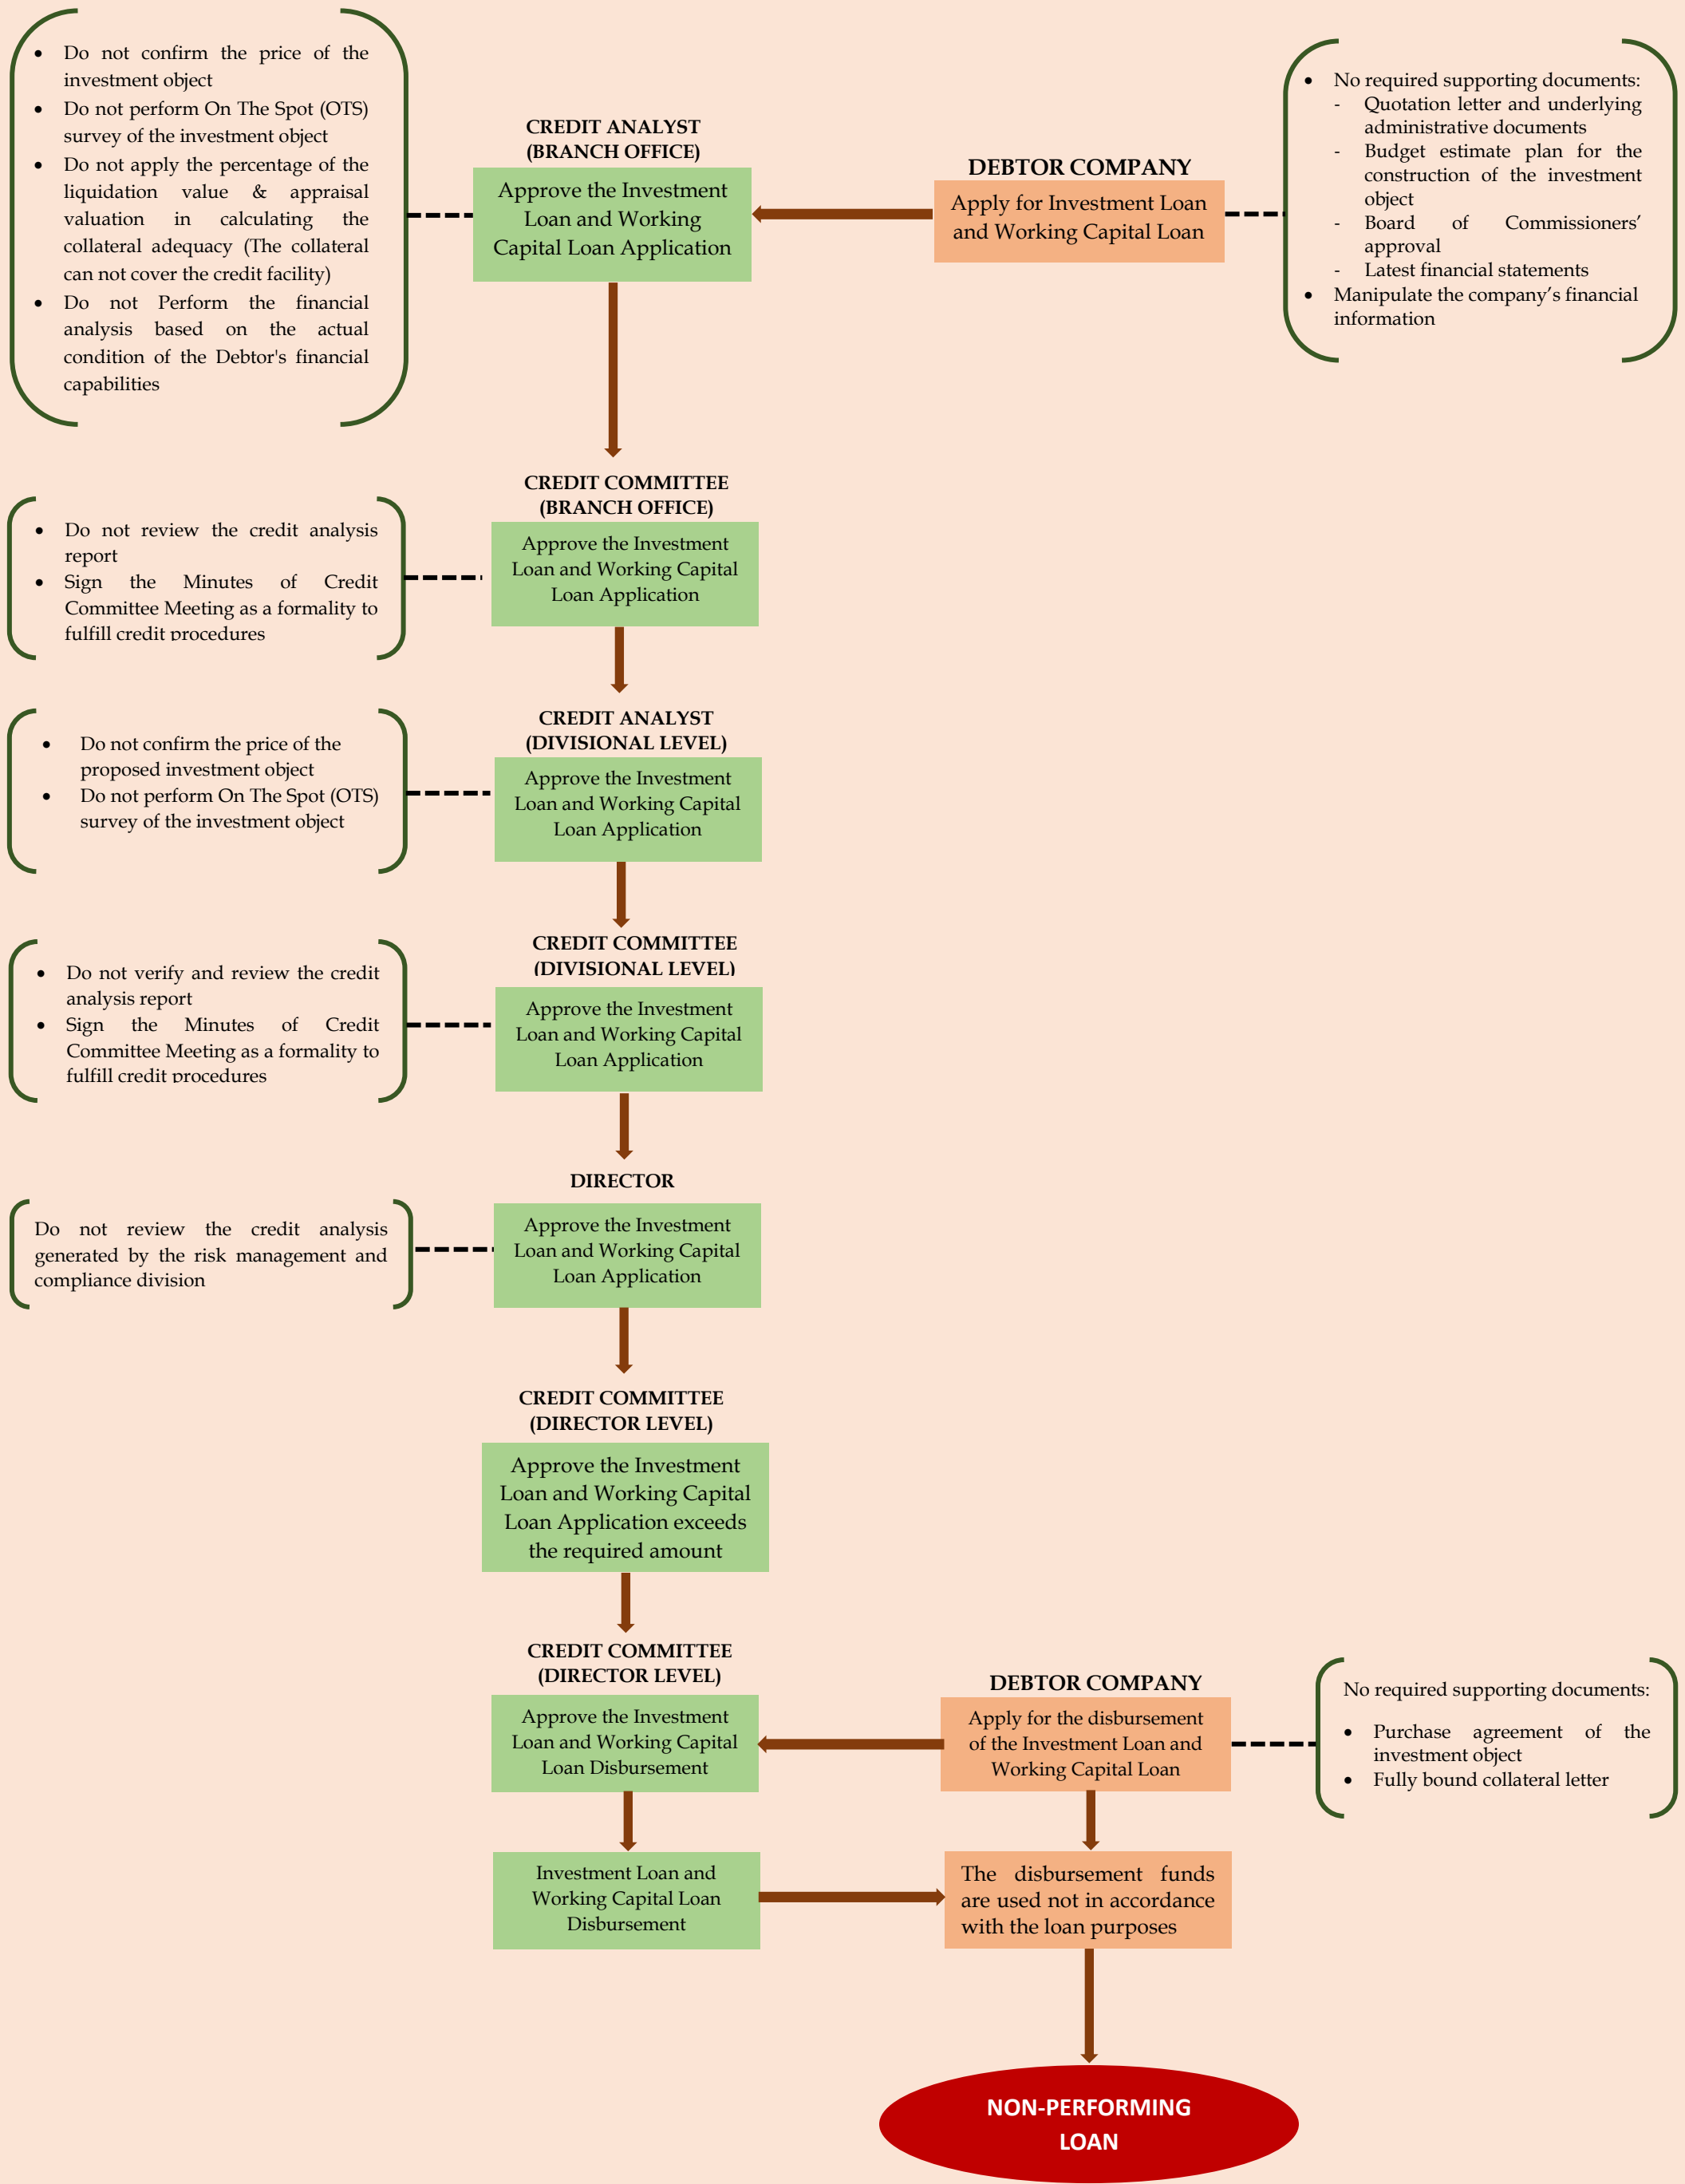 • Do not confirm the price of the
investment object
• Do not perform On The Spot (OTS)
survey of the investment object
• Do not apply the percentage of the
liquidation value & appraisal
valuation in calculating the
collateral adequacy (The collateral
can not cover the credit facility)
• Do not Perform the financial
analysis based on the actual
condition of the Debtor's financial
capabilities
CREDIT ANALYST
(BRANCH OFFICE)
Approve the Investment
Loan and Working
Capital Loan Application
DEBTOR COMPANY
Apply for Investment Loan
and Working Capital Loan
• No required supporting documents:
- Quotation letter and underlying
administrative documents
- Budget estimate plan for the
construction of the investment
object
- Board of Commissioners’
approval
- Latest financial statements
• Manipulate the company’s financial
information
CREDIT COMMITTEE
(BRANCH OFFICE)
Approve the Investment
Loan and Working Capital
Loan Application
• Do not review the credit analysis
report
• Sign the Minutes of Credit
Committee Meeting as a formality to
fulfill credit procedures
CREDIT ANALYST
(DIVISIONAL LEVEL)
Approve the Investment
Loan and Working Capital
Loan Application
• Do not confirm the price of the
proposed investment object
• Do not perform On The Spot (OTS)
survey of the investment object
CREDIT COMMITTEE
(DIVISIONAL LEVEL)
Approve the Investment
Loan and Working Capital
Loan Application
• Do not verify and review the credit
analysis report
• Sign the Minutes of Credit
Committee Meeting as a formality to
fulfill credit procedures
DIRECTOR
Approve the Investment
Loan and Working Capital
Loan Application
Do not review the credit analysis
generated by the risk management and
compliance division
CREDIT COMMITTEE
(DIRECTOR LEVEL)
Approve the Investment
Loan and Working Capital
Loan Application exceeds
the required amount
CREDIT COMMITTEE
(DIRECTOR LEVEL)
Approve the Investment
Loan and Working Capital
Loan Disbursement
DEBTOR COMPANY
Apply for the disbursement
of the Investment Loan and
Working Capital Loan
No required supporting documents:
• Purchase agreement of the
investment object
• Fully bound collateral letter
Investment Loan and
Working Capital Loan
Disbursement
The disbursement funds
are used not in accordance
with the loan purposes
NON-PERFORMING
LOAN